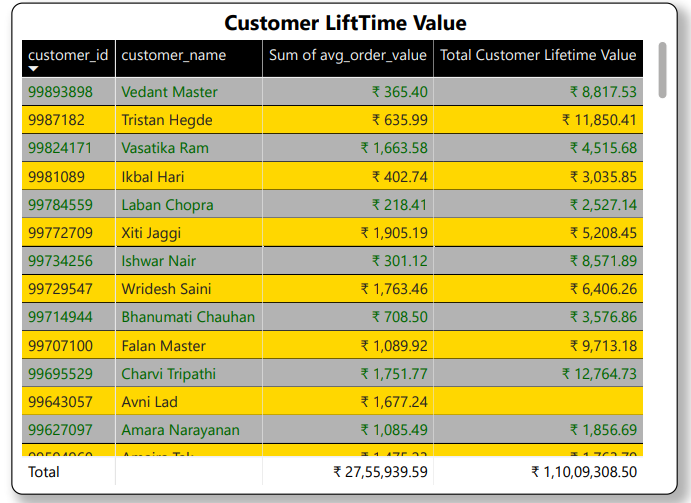 Customer LiftTime Value
customer_id customer_name Sum of avg_order_value Total Customer Lifetime Value
99893898 Vedant Master ₹ 365.40 ₹ 8,817.53
9987182 Tristan Hegde ₹ 635.99 ₹ 11,850.41
99824171 Vasatika Ram ₹ 1,663.58 ₹ 4,515.68
9981089 Ikbal Hari ₹ 402.74 ₹ 3,035.85
99784559 Laban Chopra ₹ 218.41 ₹ 2,527.14
99772709 Xiti Jaggi ₹ 1,905.19 ₹ 5,208.45
99734256 Ishwar Nair ₹ 301.12 ₹ 8,571.89
99729547 Wridesh Saini ₹ 1,763.46 ₹ 6,406.26
99714944 Bhanumati Chauhan ₹ 708.50 ₹ 3,576.86
99707100 Falan Master ₹ 1,089.92 ₹ 9,713.18
99695529 Charvi Tripathi ₹ 1,751.77 ₹ 12,764.73
99643057 Avni Lad ₹ 1,677.24
99627097 Amara Narayanan ₹ 1,085.49 ₹ 1,856.69
Total ₹ 27,55,939.59 ₹ 1,10,09,308.50